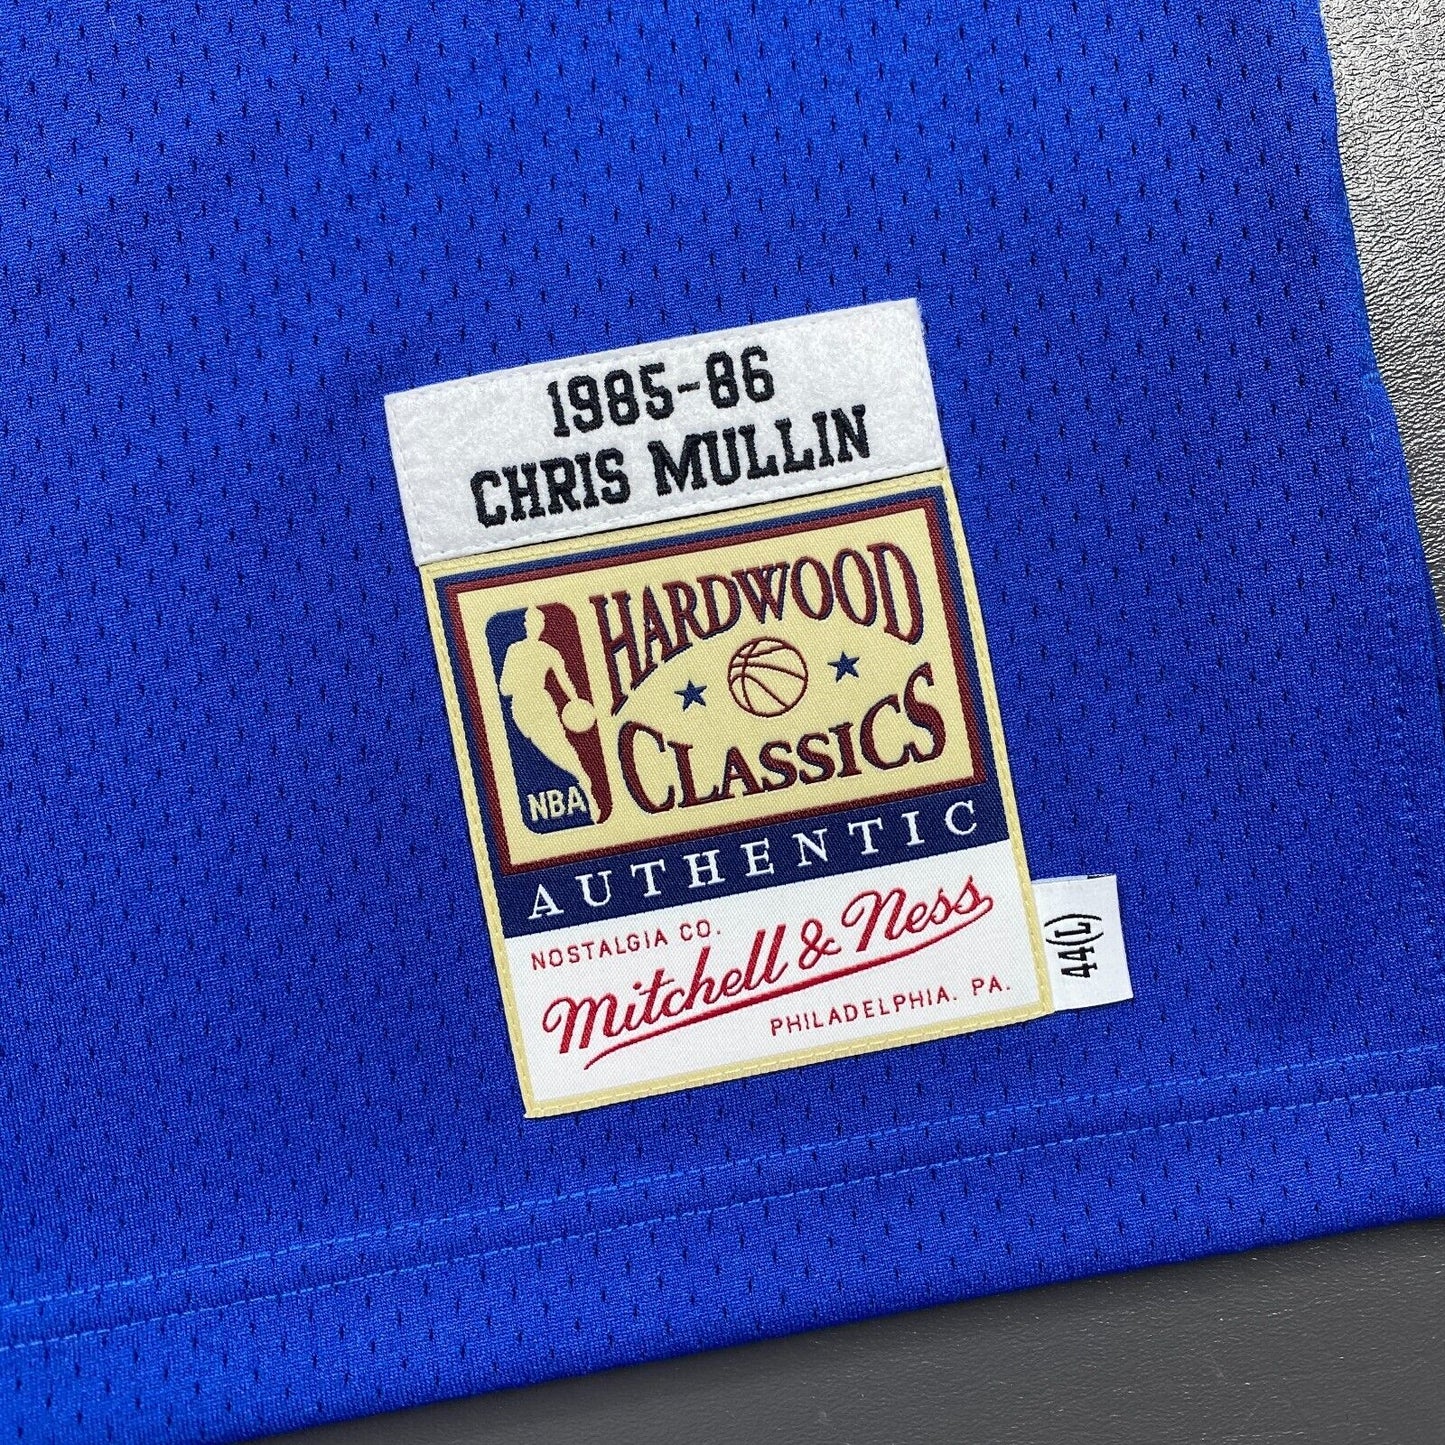 1985-86
CHRIS MULLIN
HARDWOOD
CLASSICS
NBA
AUTHENTIC
NOSTALGIA CO.
Mitchell & Ness
PHILADELPHIA. PA.
44(L)